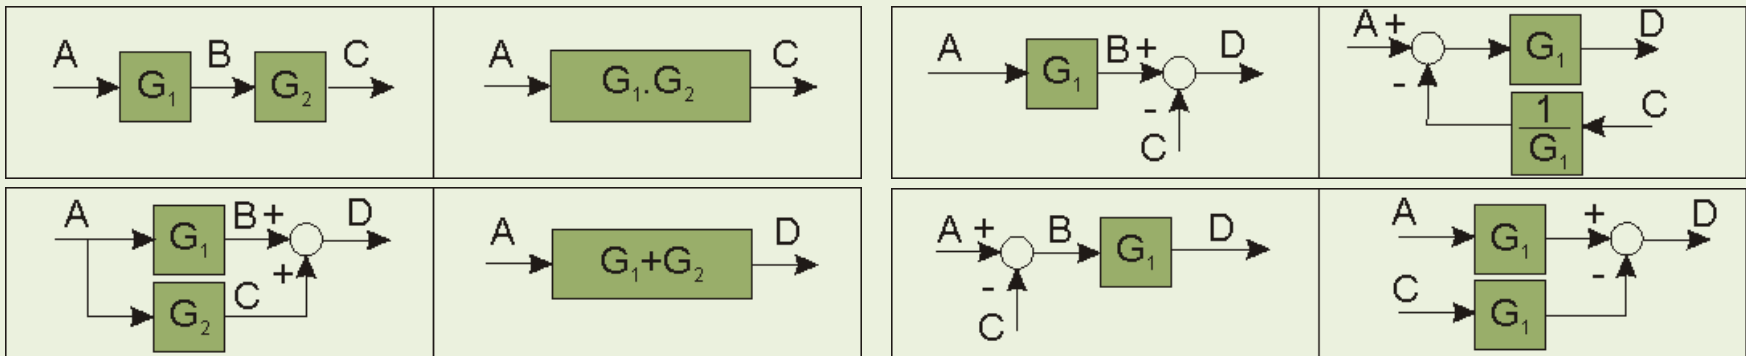 A G₁ B G₂ C
A G₁.G₂ C
A G₁ B + D
- C
A + G₁ D
- 1/G₁ C
A G₁ B + D
G₂ C +
A G₁+G₂ D
A + B G₁ D
- C
A G₁ + D
C G₁ -